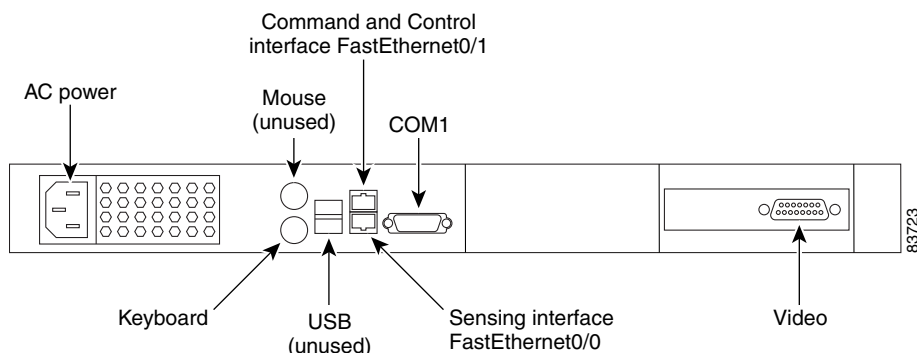 Command and Control
interface FastEthernet0/1
AC power
Mouse
(unused)
COM1
83723
Keyboard
USB
(unused)
Sensing interface
FastEthernet0/0
Video